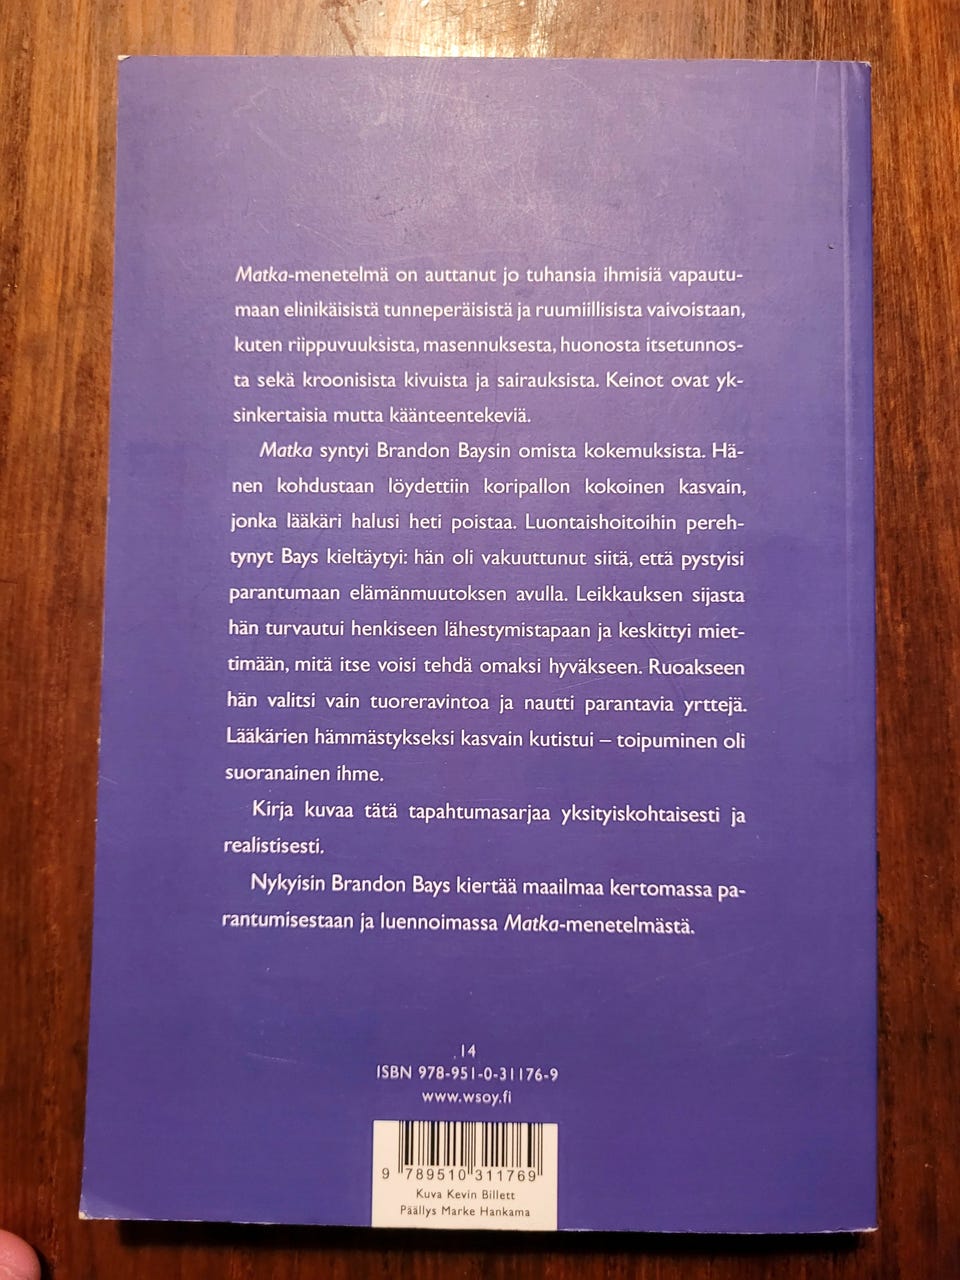 Matka-menetelmä on auttanut jo tuhansia ihmisiä vapautu-
maan elinikäisistä tunneperäisistä ja ruumiillisista vaivoistaan,
kuten riippuvuuksista, masennuksesta, huonosta itsetunnos-
ta sekä kroonisista kivuista ja sairauksista. Keinot ovat yk-
sinkertaisia mutta käänteentekeviä.
Matka syntyi Brandon Baysin omista kokemuksista. Hä-
nen kohdustaan löydettiin koripallon kokoinen kasvain,
jonka lääkäri halusi heti poistaa. Luontaishoitoihin pereh-
tynyt Bays kieltäytyi: hän oli vakuuttunut siitä, että pystyisi
parantumaan elämänmuutoksen avulla. Leikkauksen sijasta
hän turvautui henkiseen lähestymistapaan ja keskittyi miet-
timään, mitä itse voisi tehdä omaksi hyväkseen. Ruoakseen
hän valitsi vain tuoreravintoa ja nautti parantavia yrttejä.
Lääkärien hämmästykseksi kasvain kutistui – toipuminen oli
suoranainen ihme.
Kirja kuvaa tätä tapahtumasarjaa yksityiskohtaisesti ja
realistisesti.
Nykyisin Brandon Bays kiertää maailmaa kertomassa pa-
rantumisestaan ja luennoimassa Matka-menetelmästä.
14
ISBN 978-951-0-31176-9
www.wsoy.fi
9 789510 311769
Kuva Kevin Billett
Päällys Marke Hankama